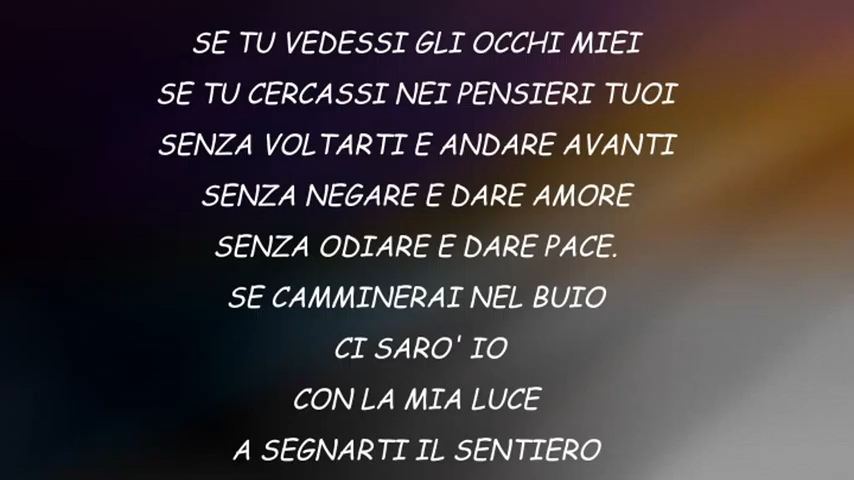 SE TU VEDESSI GLI OCCHI MIEI
SE TU CERCASSI NEI PENSIERI TUOI
SENZA VOLTARTI E ANDARE AVANTI
SENZA NEGARE E DARE AMORE
SENZA ODIARE E DARE PACE.
SE CAMMINERAI NEL BUIO
CI SARO' IO
CON LA MIA LUCE
A SEGNARTI IL SENTIERO